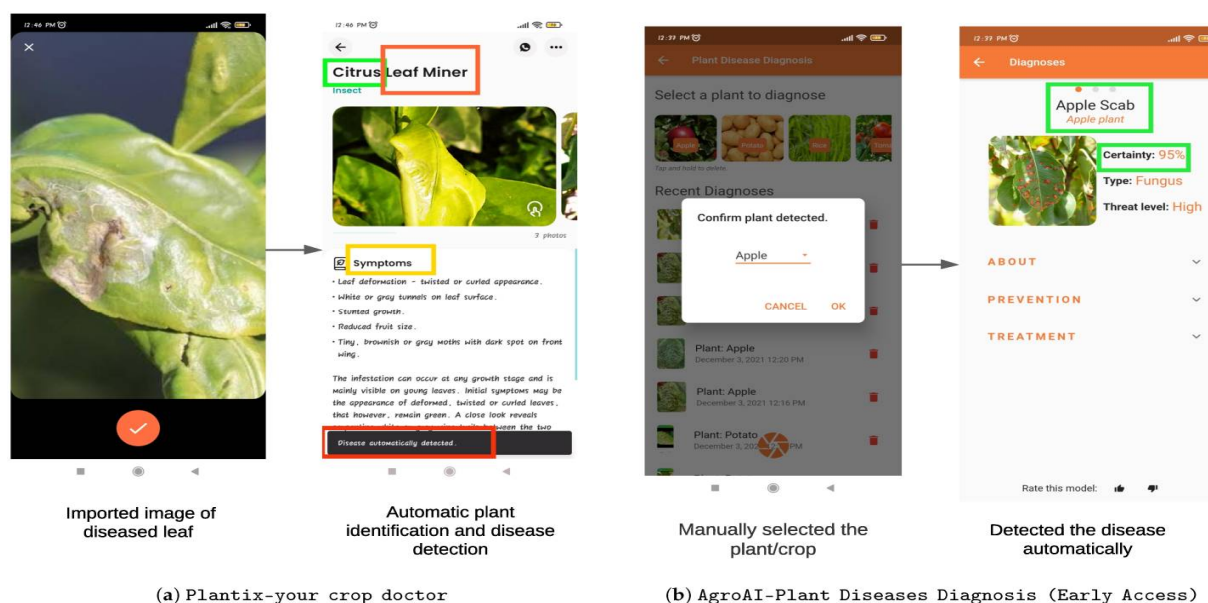 12:46 PM
Imported image of
diseased leaf
12:46 PM
Citrus Leaf Miner
Insect
3 photos
Symptoms
• Leaf deformation - twisted or curled appearance.
• White or gray tunnels on leaf surface.
• Stunted growth.
• Reduced fruit size.
• Tiny, brownish or gray moths with dark spot on front
wing.
The infestation can occur at any growth stage and is
mainly visible on young leaves. Initial symptoms may be
the appearance of deformed, twisted or curled leaves,
that however, remain green. A close look reveals
between the two
Disease automatically detected.
Automatic plant
identification and disease
detection
(a) Plantix-your crop doctor
PM
Plant Disease Diagnosis
Select a plant to diagnose
Apple
Potato
Rice
Tap and hold to delete.
Recent Diagnoses
Confirm plant detected.
Apple
CANCEL OK
Plant: Apple
December 3, 2021 12:20 PM
Plant: Apple
December 3, 2021 12:16 PM
Plant: Potato
December 3, PM
Manually selected the
plant/crop
PM
Diagnoses
Apple Scab
Apple plant
Certainty: 95%
Type: Fungus
Threat level: High
ABOUT
PREVENTION
TREATMENT
Rate this model:
Detected the disease
automatically
(b) AgroAI-Plant Diseases Diagnosis (Early Access)